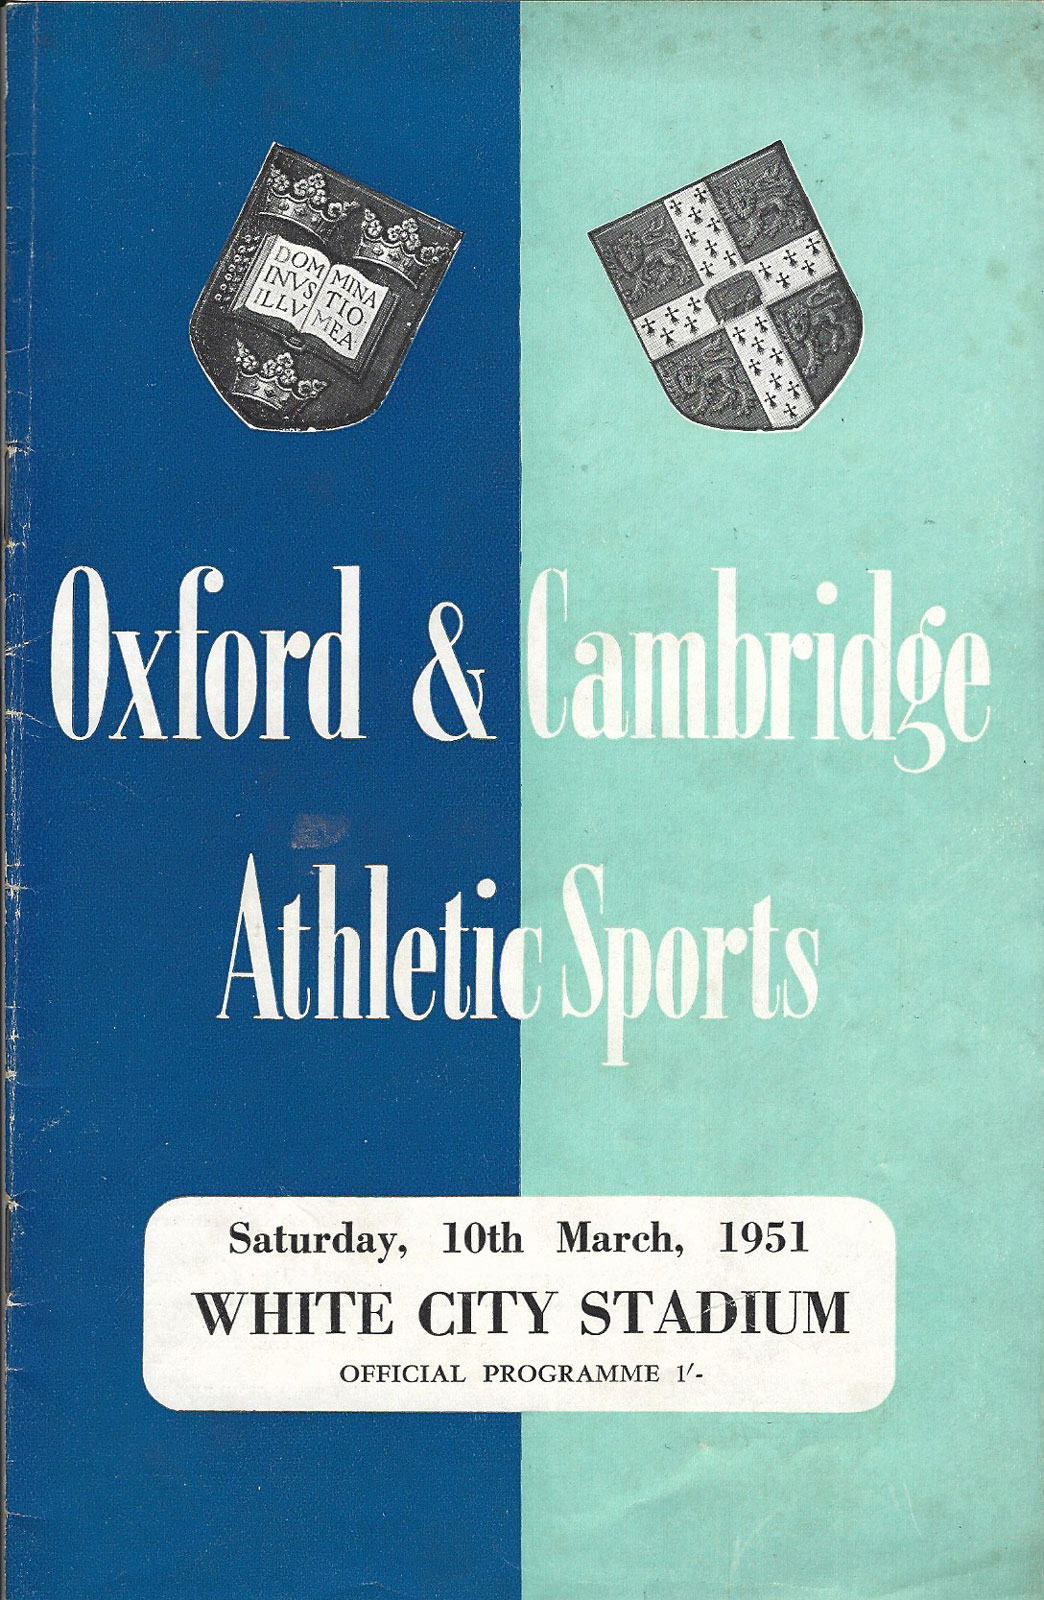 DOM
INVS
ILLV
MINA
TIO
MEA
Oxford & Cambridge
Athletic Sports
Saturday, 10th March, 1951
WHITE CITY STADIUM
OFFICIAL PROGRAMME 1/-